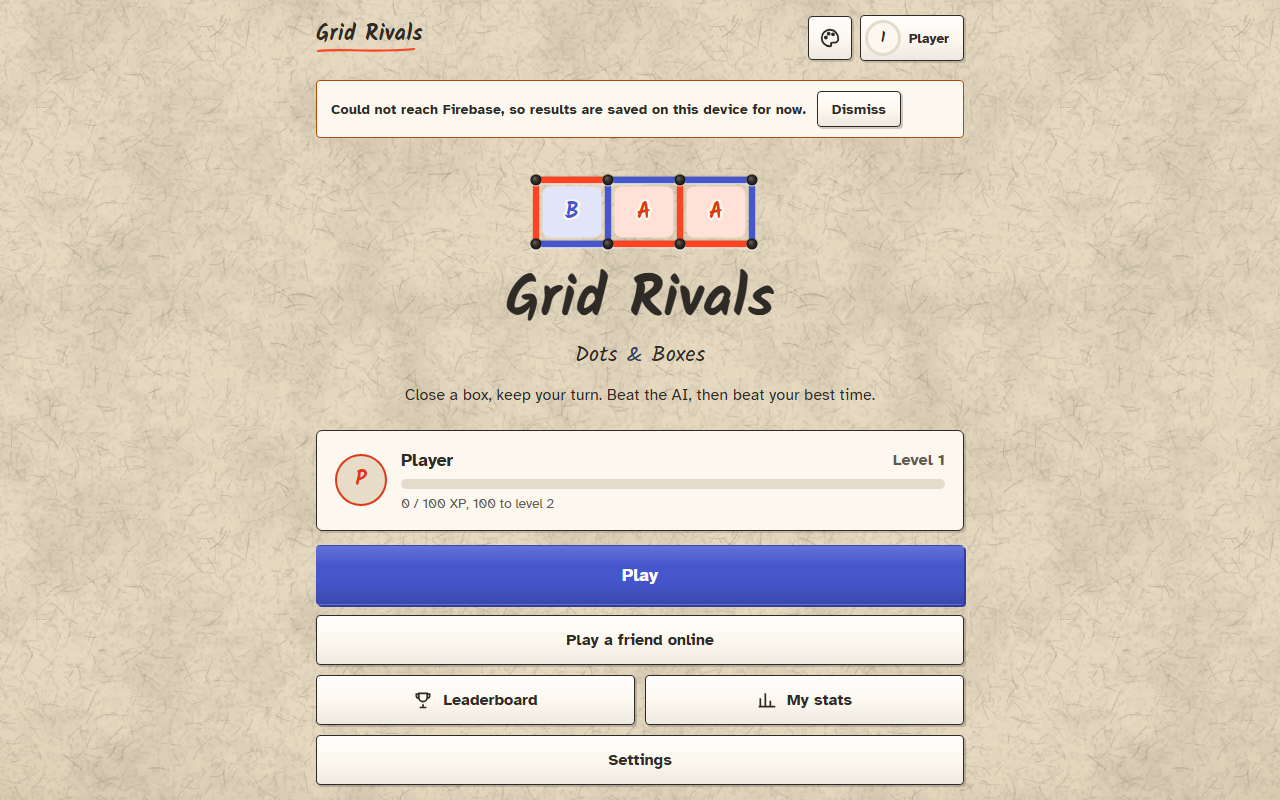 Grid Rivals
1 Player
Could not reach Firebase, so results are saved on this device for now. Dismiss
B A A
Grid Rivals
Dots & Boxes
Close a box, keep your turn. Beat the AI, then beat your best time.
P Player Level 1
0 / 100 XP, 100 to level 2
Play
Play a friend online
Leaderboard My stats
Settings